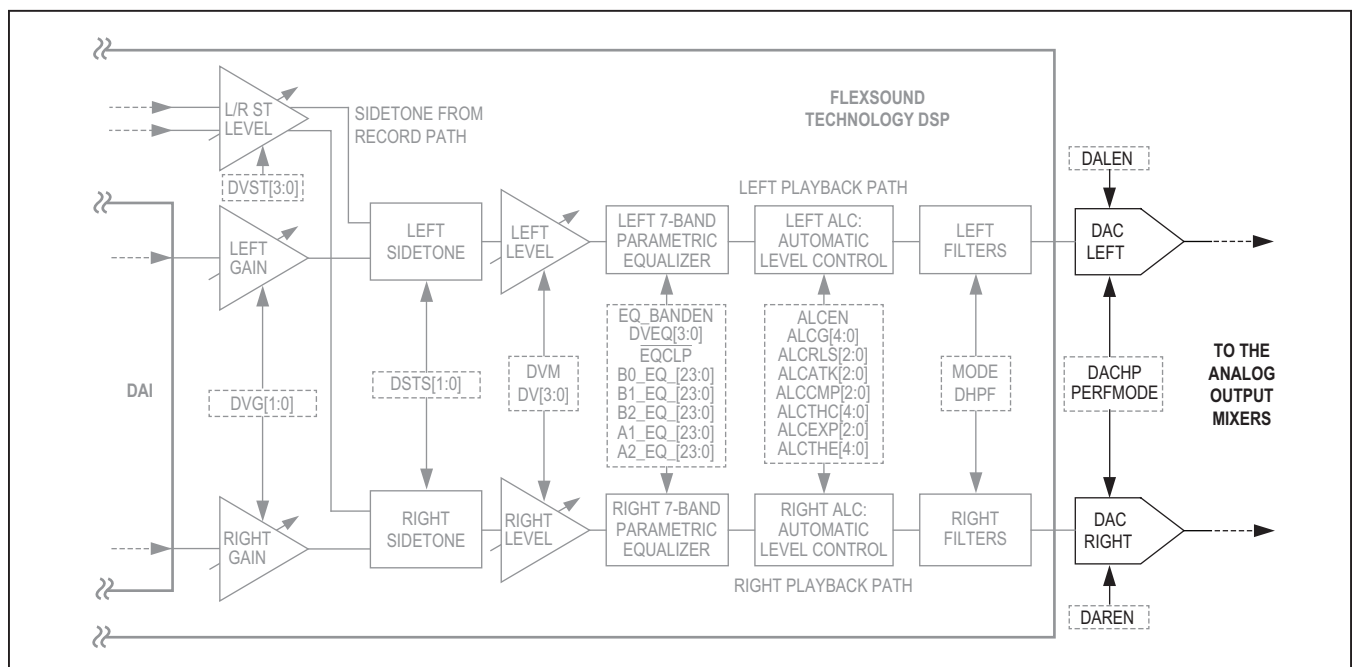 L/R ST
LEVEL
SIDETONE FROM
RECORD PATH
FLEXSOUND
TECHNOLOGY DSP
DVST[3:0]
LEFT PLAYBACK PATH
DALEN
DAI
LEFT
GAIN
LEFT
SIDETONE
LEFT
LEVEL
LEFT 7-BAND
PARAMETRIC
EQUALIZER
LEFT ALC:
AUTOMATIC
LEVEL CONTROL
LEFT
FILTERS
DAC
LEFT
DVG[1:0]
DSTS[1:0]
DVM
DV[3:0]
EQ_BANDEN
DVEQ[3:0]
EQCLP
B0_EQ_[23:0]
B1_EQ_[23:0]
B2_EQ_[23:0]
A1_EQ_[23:0]
A2_EQ_[23:0]
ALCEN
ALCG[4:0]
ALCRLS[2:0]
ALCATK[2:0]
ALCCMP[2:0]
ALCTHC[4:0]
ALCEXP[2:0]
ALCTHE[4:0]
MODE
DHPF
DACHP
PERFMODE
TO THE
ANALOG
OUTPUT
MIXERS
RIGHT
GAIN
RIGHT
SIDETONE
RIGHT
LEVEL
RIGHT 7-BAND
PARAMETRIC
EQUALIZER
RIGHT ALC:
AUTOMATIC
LEVEL CONTROL
RIGHT
FILTERS
DAC
RIGHT
RIGHT PLAYBACK PATH
DAREN